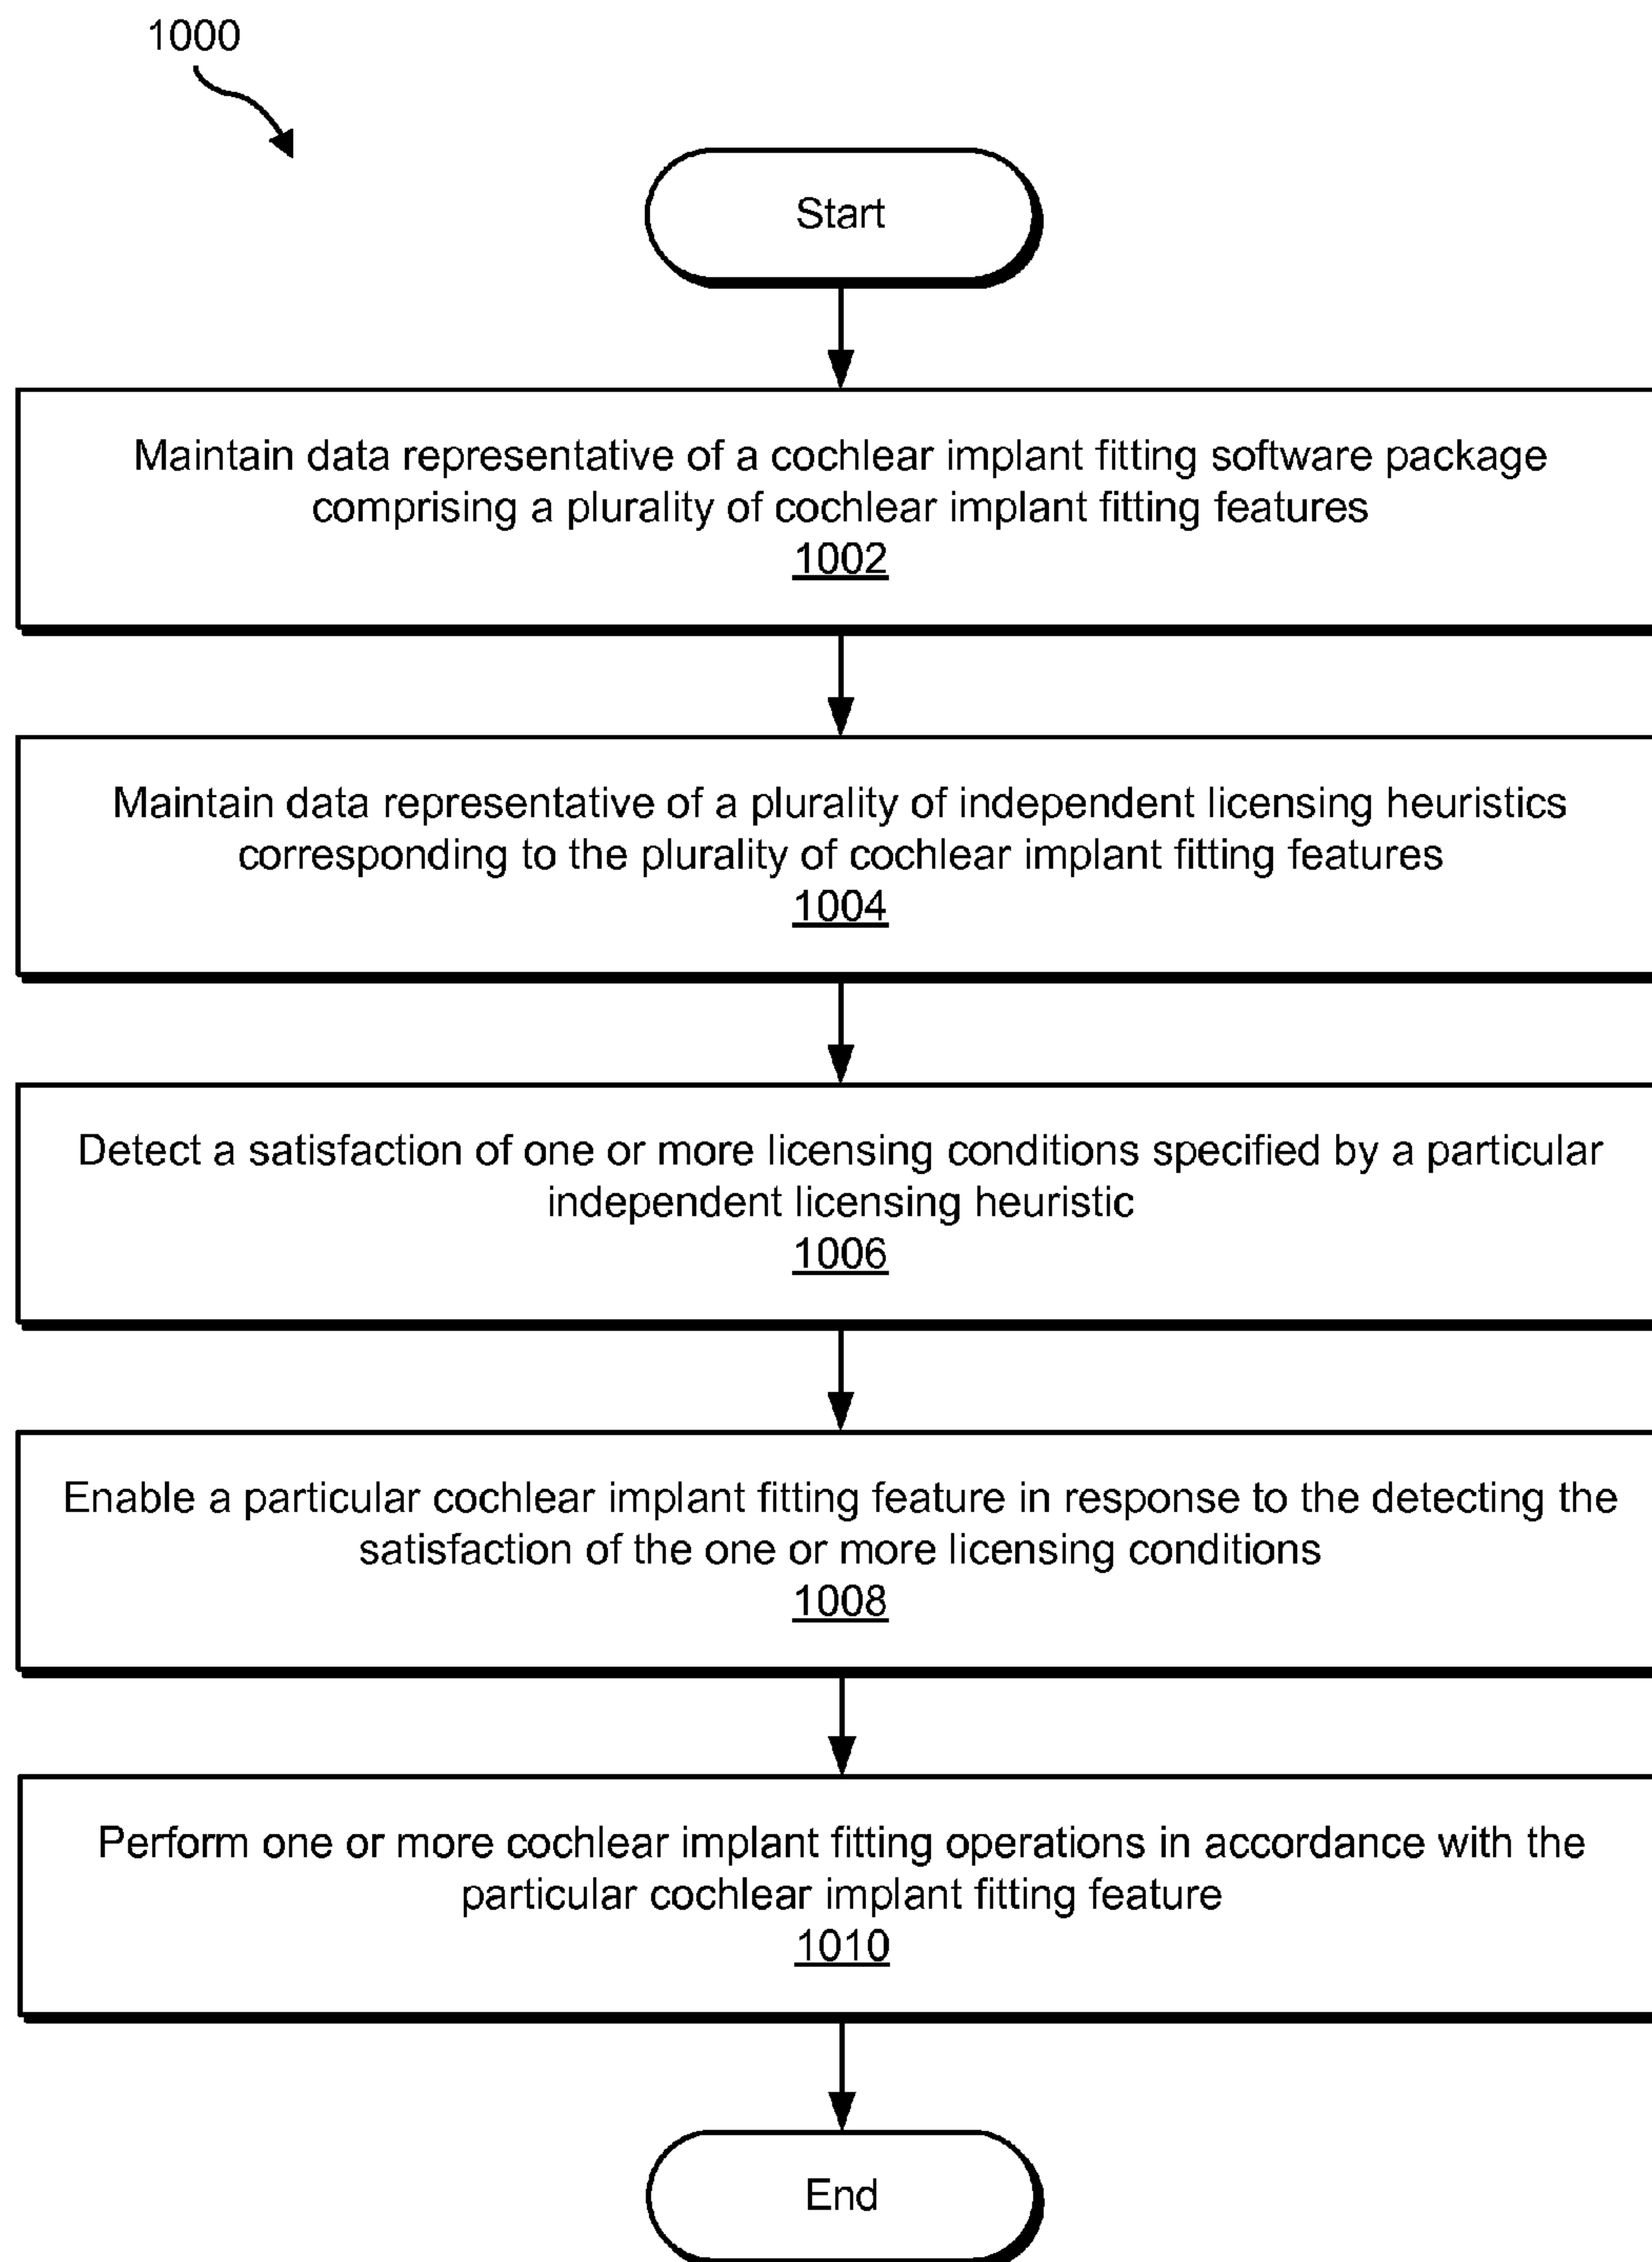 1000
Start
Maintain data representative of a cochlear implant fitting software package
comprising a plurality of cochlear implant fitting features
1002
Maintain data representative of a plurality of independent licensing heuristics
corresponding to the plurality of cochlear implant fitting features
1004
Detect a satisfaction of one or more licensing conditions specified by a particular
independent licensing heuristic
1006
Enable a particular cochlear implant fitting feature in response to the detecting the
satisfaction of the one or more licensing conditions
1008
Perform one or more cochlear implant fitting operations in accordance with the
particular cochlear implant fitting feature
1010
End